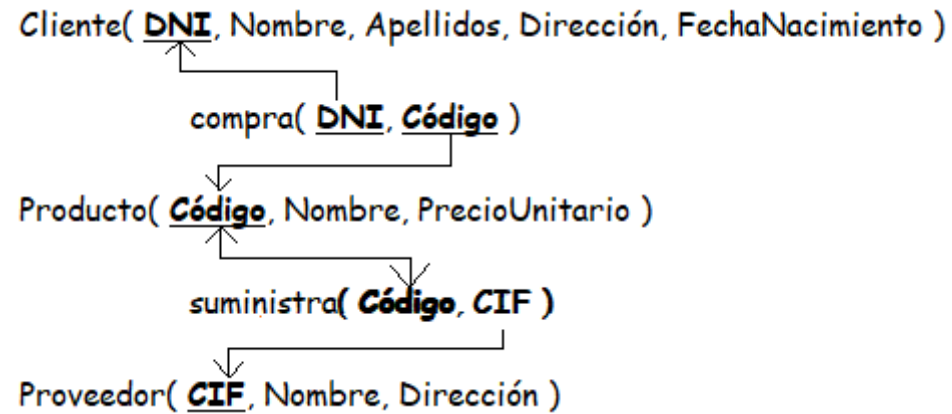 Cliente( DNI, Nombre, Apellidos, Dirección, FechaNacimiento )
compra( DNI, Código )
Producto( Código, Nombre, PrecioUnitario )
suministra( Código, CIF )
Proveedor( CIF, Nombre, Dirección )